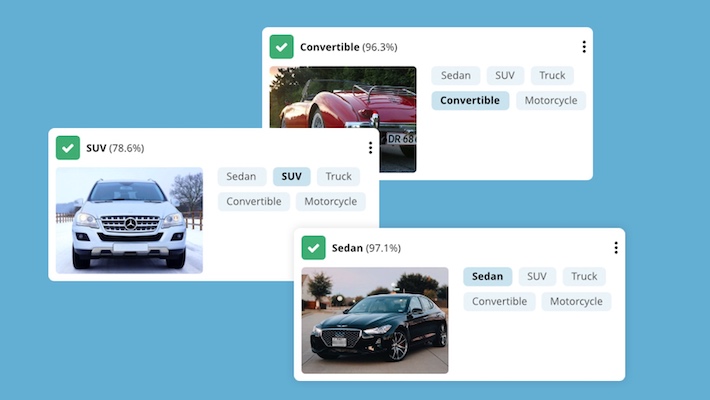 Convertible (96.3%)
Sedan SUV Truck
Convertible Motorcycle
DR 68
SUV (78.6%)
Sedan SUV Truck
Convertible Motorcycle
Sedan (97.1%)
Sedan SUV Truck
Convertible Motorcycle